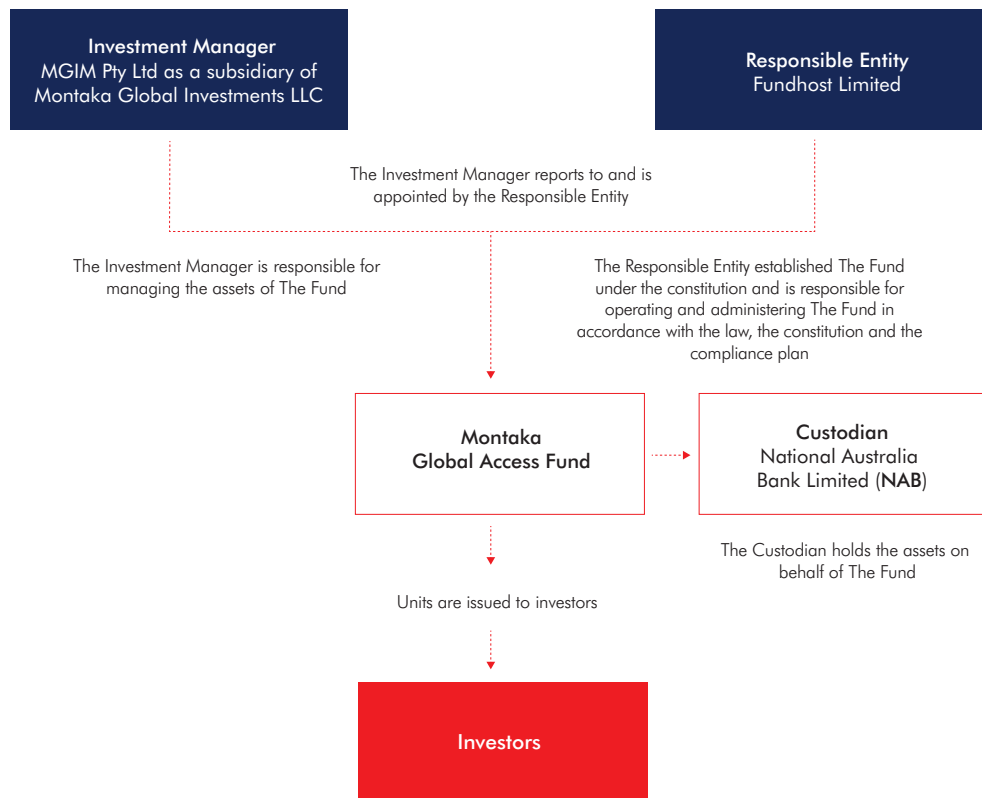 Investment Manager
MGIM Pty Ltd as a subsidiary of
Montaka Global Investments LLC
Responsible Entity
Fundhost Limited
The Investment Manager reports to and is
appointed by the Responsible Entity
The Investment Manager is responsible for
managing the assets of The Fund
The Responsible Entity established The Fund
under the constitution and is responsible for
operating and administering The Fund in
accordance with the law, the constitution and the
compliance plan
Montaka
Global Access Fund
Custodian
National Australia
Bank Limited (NAB)
The Custodian holds the assets on
behalf of The Fund
Units are issued to investors
Investors